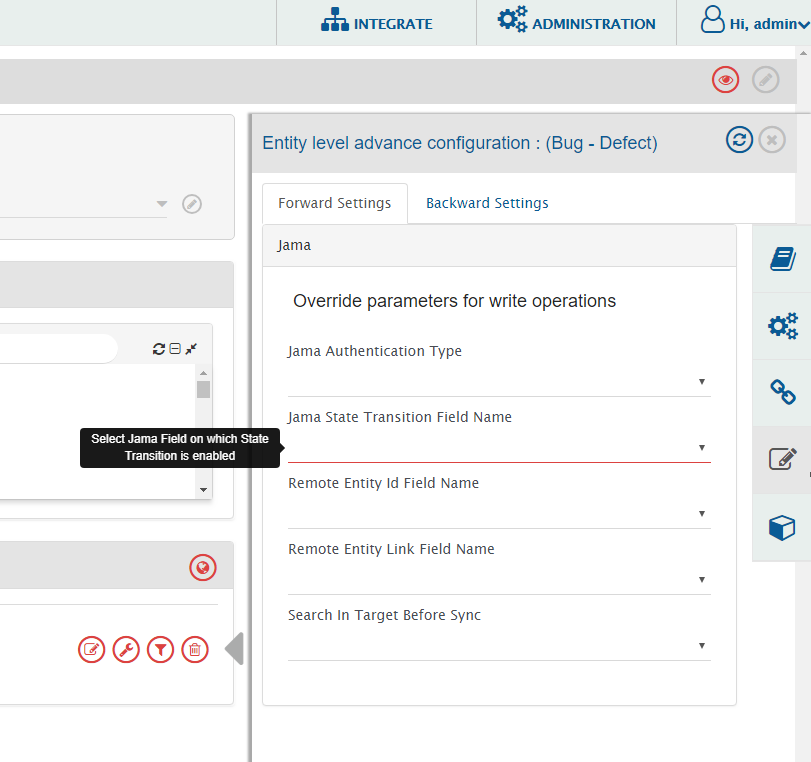 INTEGRATE
ADMINISTRATION
Hi, admin
Entity level advance configuration : (Bug - Defect)
Forward Settings
Backward Settings
Jama
Override parameters for write operations
Jama Authentication Type
Jama State Transition Field Name
Select Jama Field on which State
Transition is enabled
Remote Entity Id Field Name
Remote Entity Link Field Name
Search In Target Before Sync